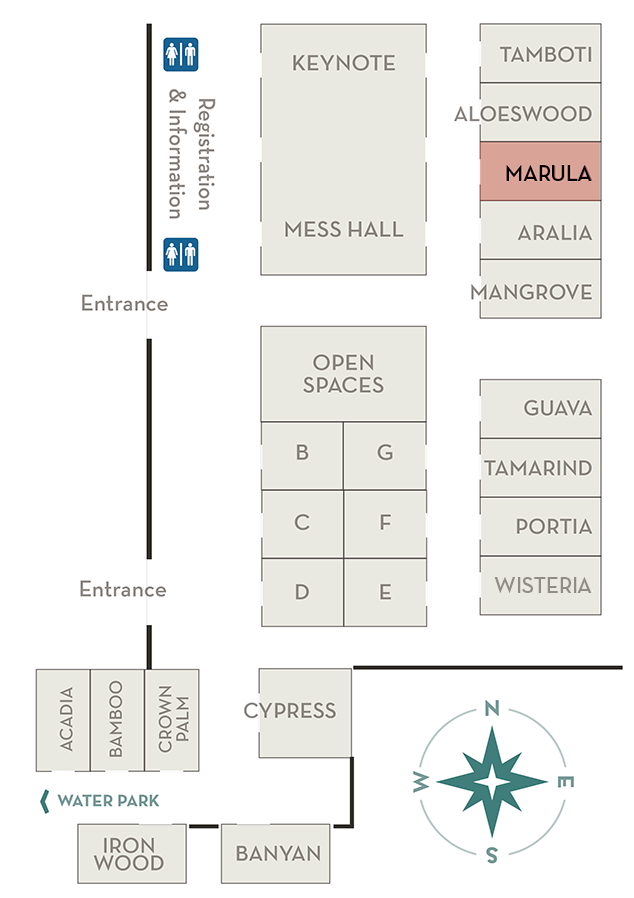 Registration
& Information
KEYNOTE
MESS HALL
TAMBOTI
ALOESWOOD
MARULA
ARALIA
MANGROVE
Entrance
OPEN
SPACES
B
G
C
F
D
E
GUAVA
TAMARIND
PORTIA
WISTERIA
Entrance
ACADIA
BAMBOO
CROWN
PALM
CYPRESS
WATER PARK
IRON
WOOD
BANYAN
N
W
E
S